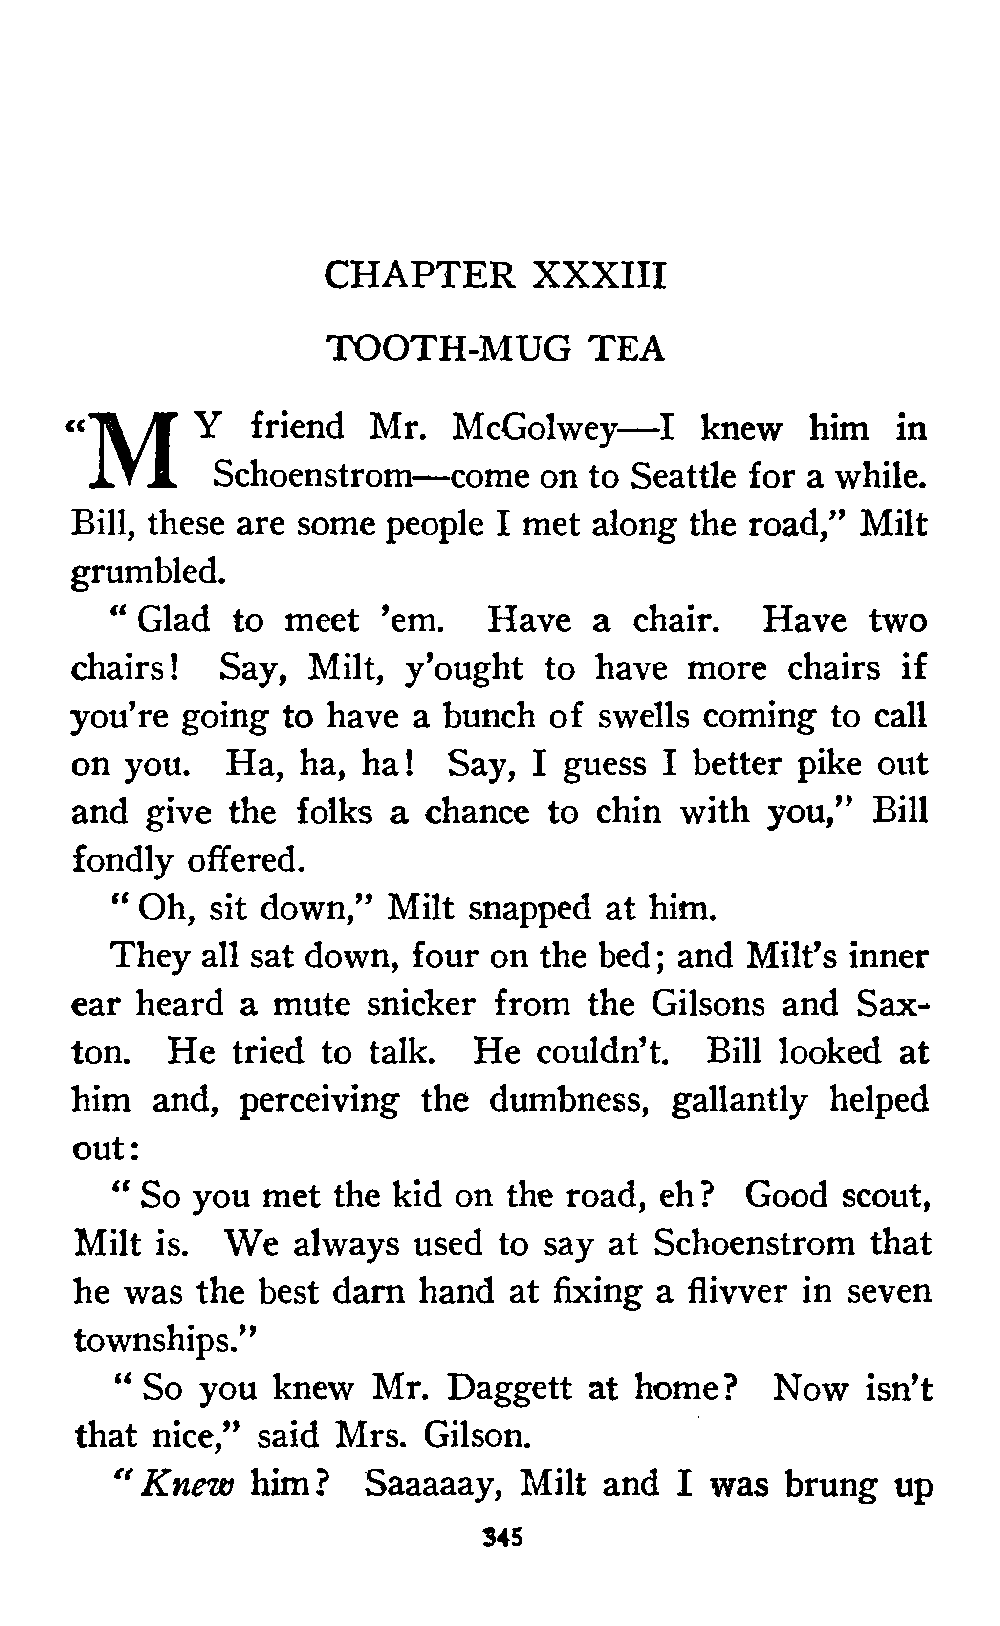 CHAPTER XXXIII
TOOTH-MUG TEA
“MY friend Mr. McGolwey—I knew him in
Schoenstrom—come on to Seattle for a while.
Bill, these are some people I met along the road,” Milt
grumbled.
“Glad to meet ’em. Have a chair. Have two
chairs! Say, Milt, y’ought to have more chairs if
you’re going to have a bunch of swells coming to call
on you. Ha, ha, ha! Say, I guess I better pike out
and give the folks a chance to chin with you,” Bill
fondly offered.
“Oh, sit down,” Milt snapped at him.
They all sat down, four on the bed; and Milt’s inner
ear heard a mute snicker from the Gilsons and Sax-
ton. He tried to talk. He couldn’t. Bill looked at
him and, perceiving the dumbness, gallantly helped
out:
“So you met the kid on the road, eh? Good scout,
Milt is. We always used to say at Schoenstrom that
he was the best darn hand at fixing a flivver in seven
townships.”
“So you knew Mr. Daggett at home? Now isn’t
that nice,” said Mrs. Gilson.
“Knew him? Saaaaay, Milt and I was brung up
345